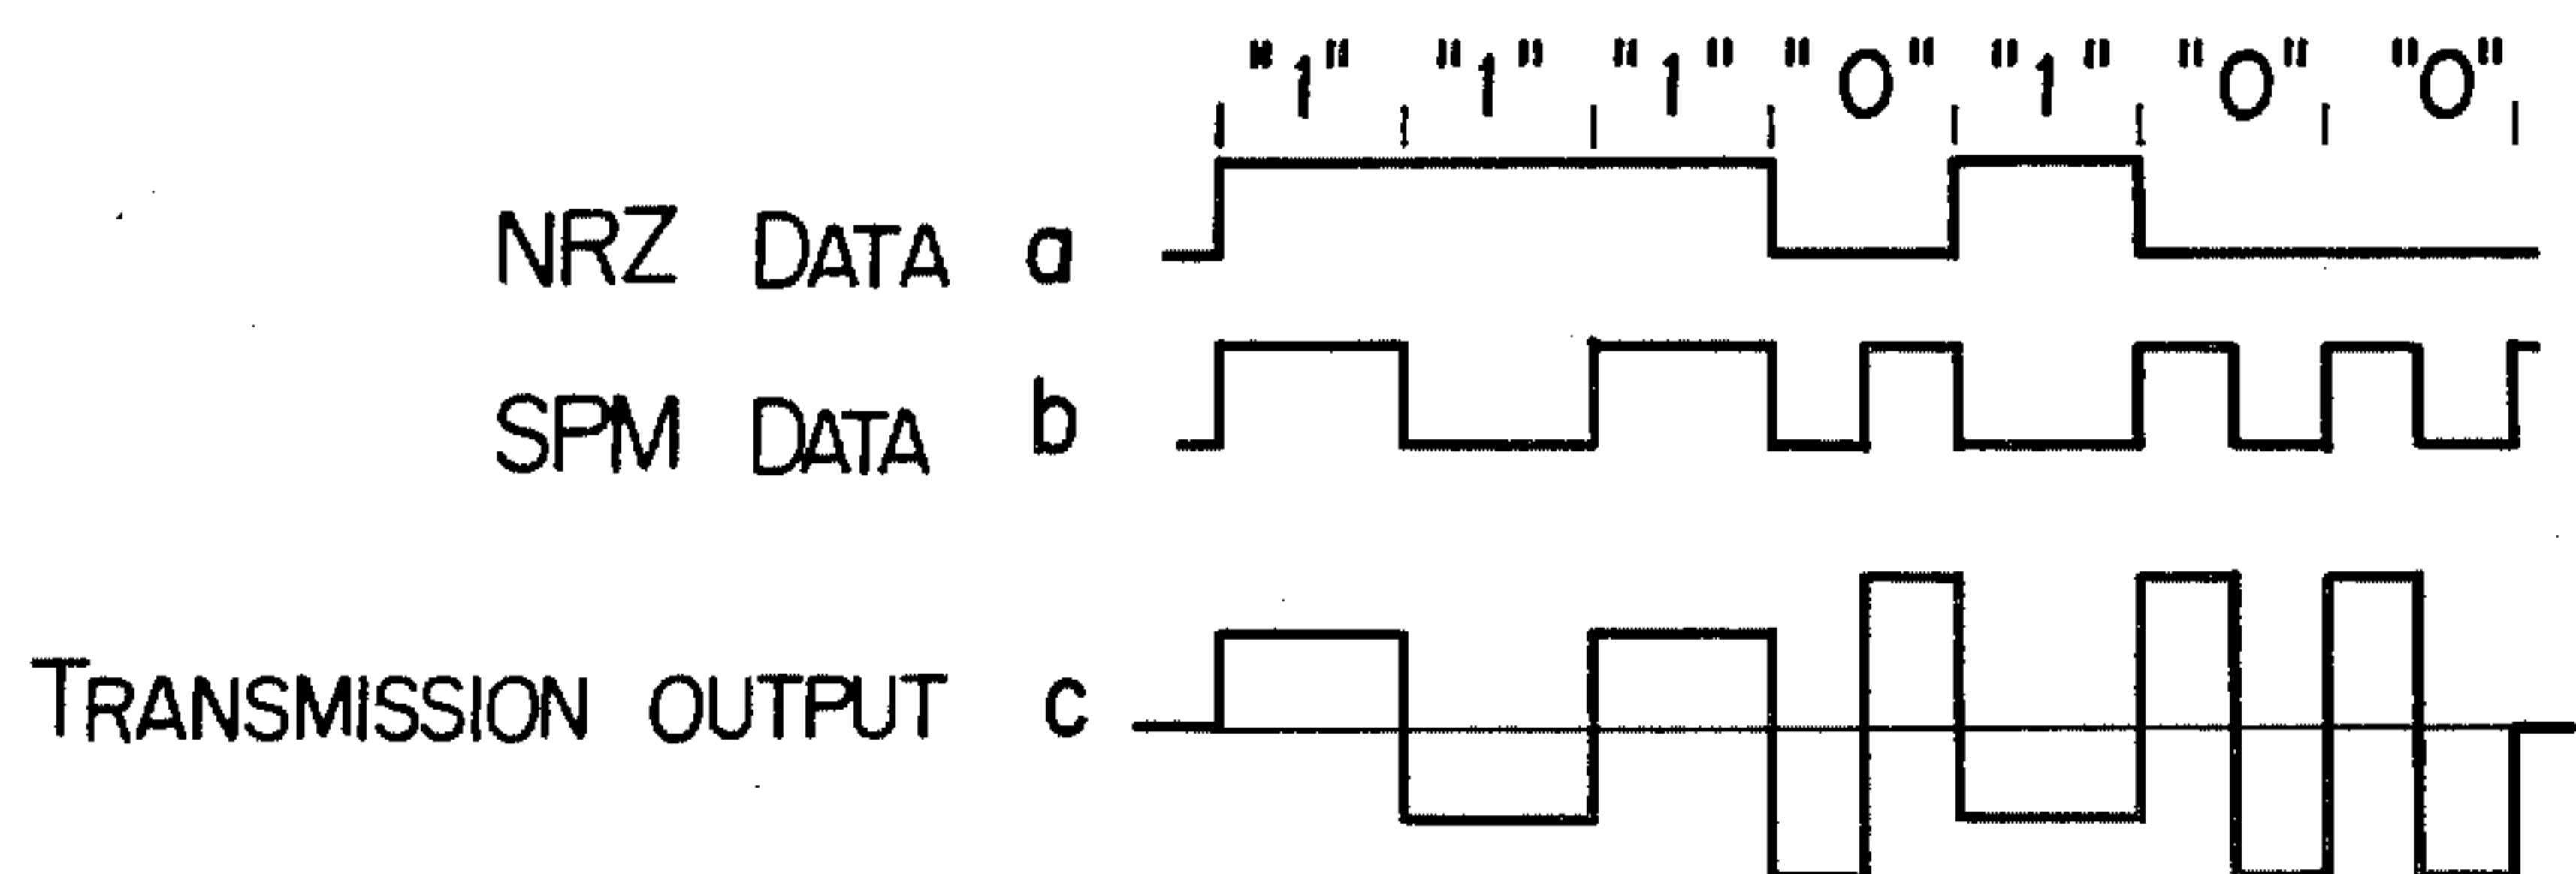 "1" "1" "1" "0" "1" "0" "0"
NRZ DATA a
SPM DATA b
TRANSMISSION OUTPUT c